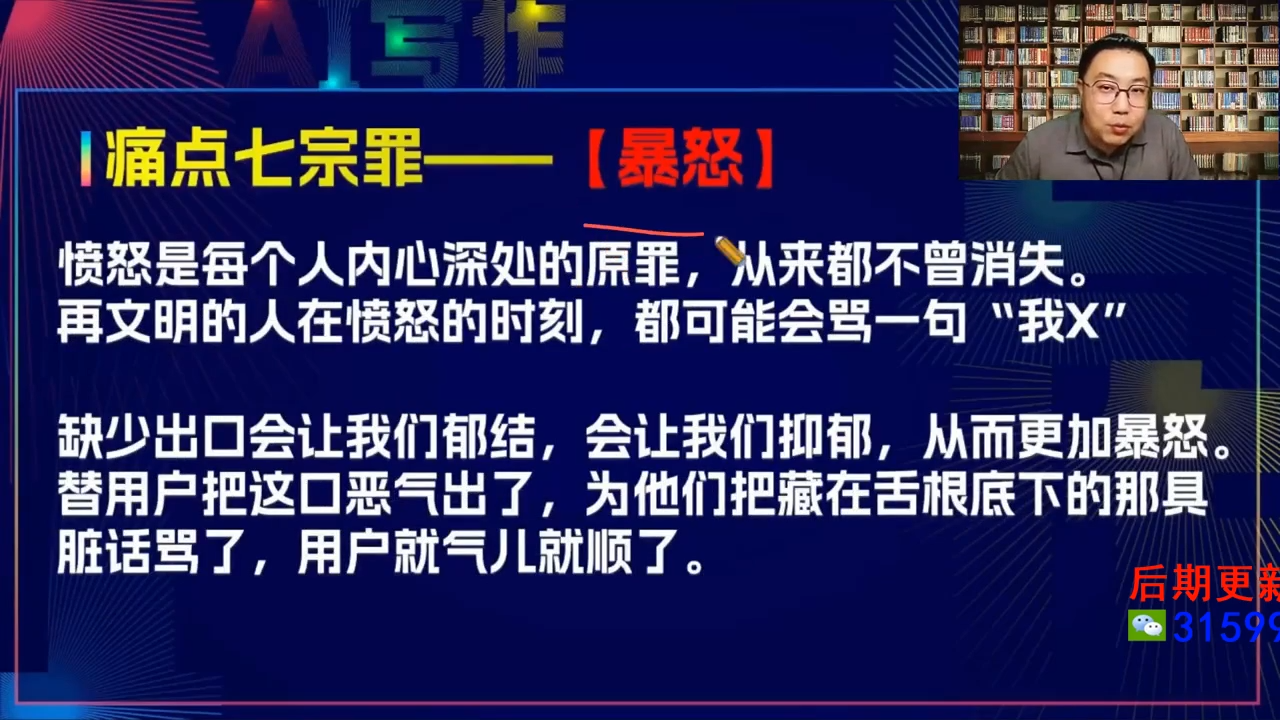 AI写作
痛点七宗罪——【暴怒】
愤怒是每个人内心深处的原罪，从来都不曾消失。
再文明的人在愤怒的时刻，都可能会骂一句“我X”
缺少出口会让我们郁结，会让我们抑郁，从而更加暴怒。
替用户把这口恶气出了，为他们把藏在舌根底下的那具
脏话骂了，用户就气儿就顺了。
后期更新
31599